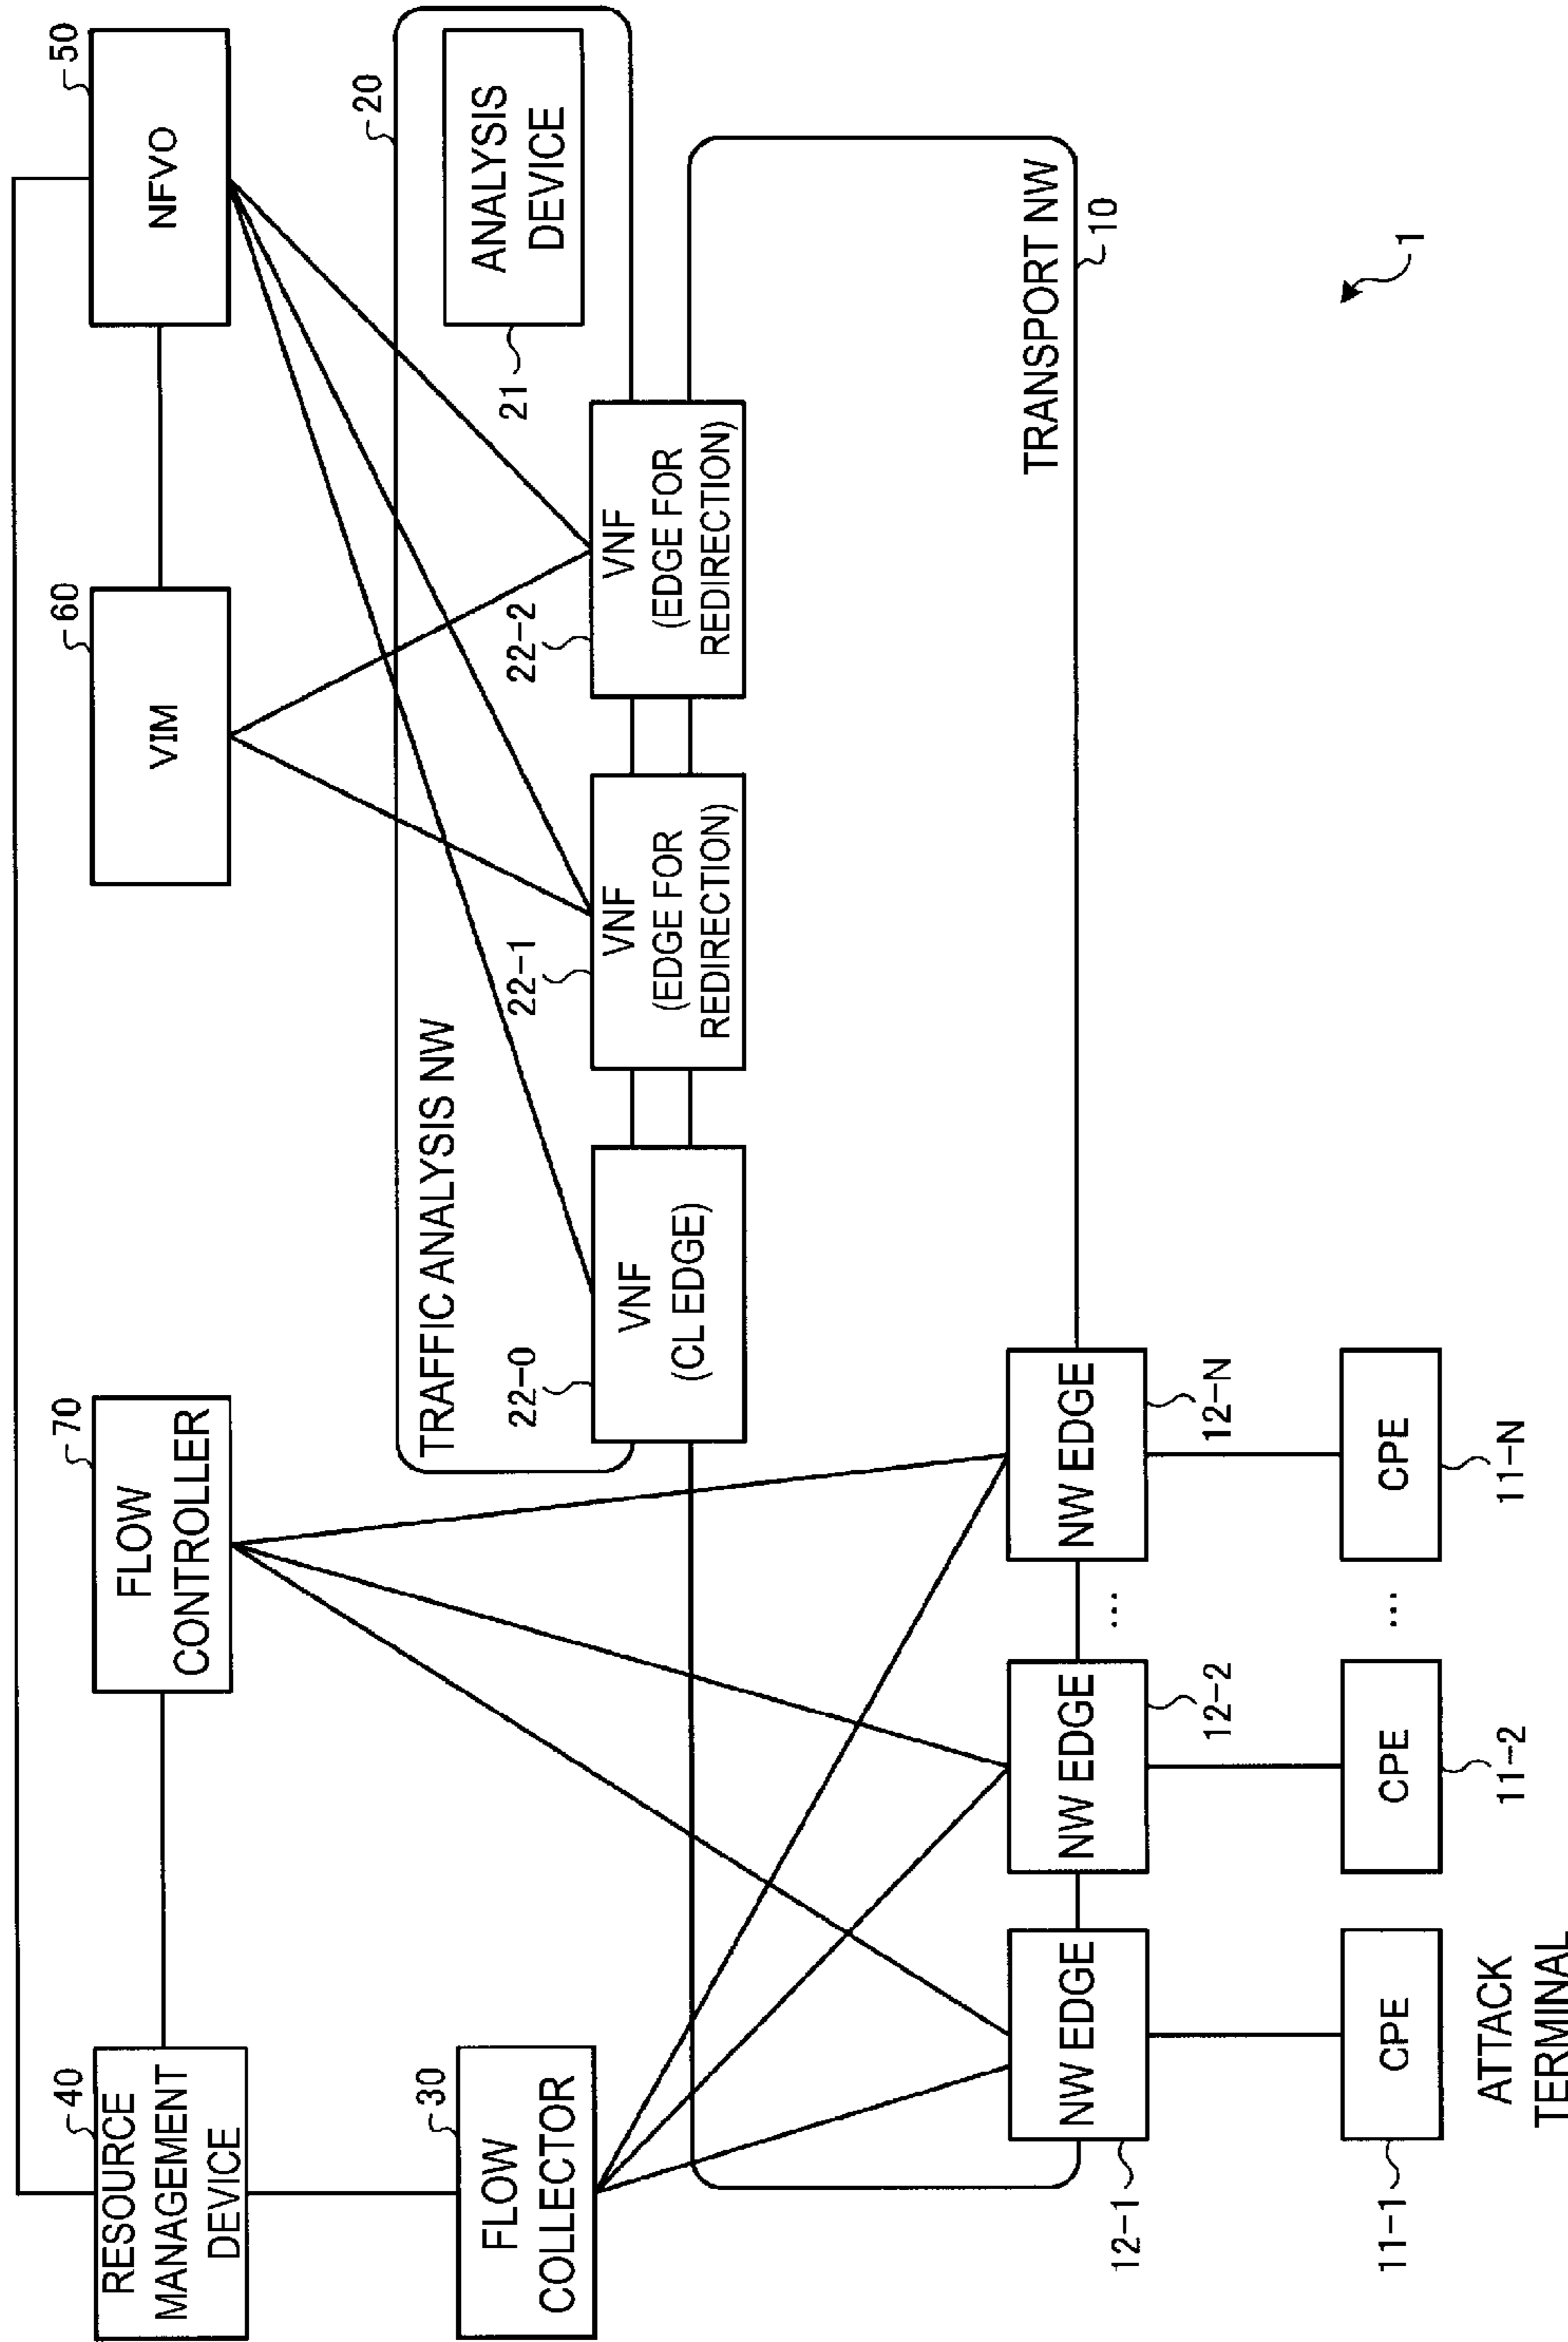 1
RESOURCE
MANAGEMENT
DEVICE
40
FLOW
CONTROLLER
70
VIM
60
NFVO
50
FLOW
COLLECTOR
30
TRAFFIC ANALYSIS NW
20
ANALYSIS
DEVICE
21
22-0
VNF
(CL EDGE)
22-1
VNF
(EDGE FOR
REDIRECTION)
22-2
VNF
(EDGE FOR
REDIRECTION)
TRANSPORT NW
10
NW EDGE
12-1
NW EDGE
12-2
...
NW EDGE
12-N
CPE
11-1
CPE
11-2
...
CPE
11-N
ATTACK
TERMINAL